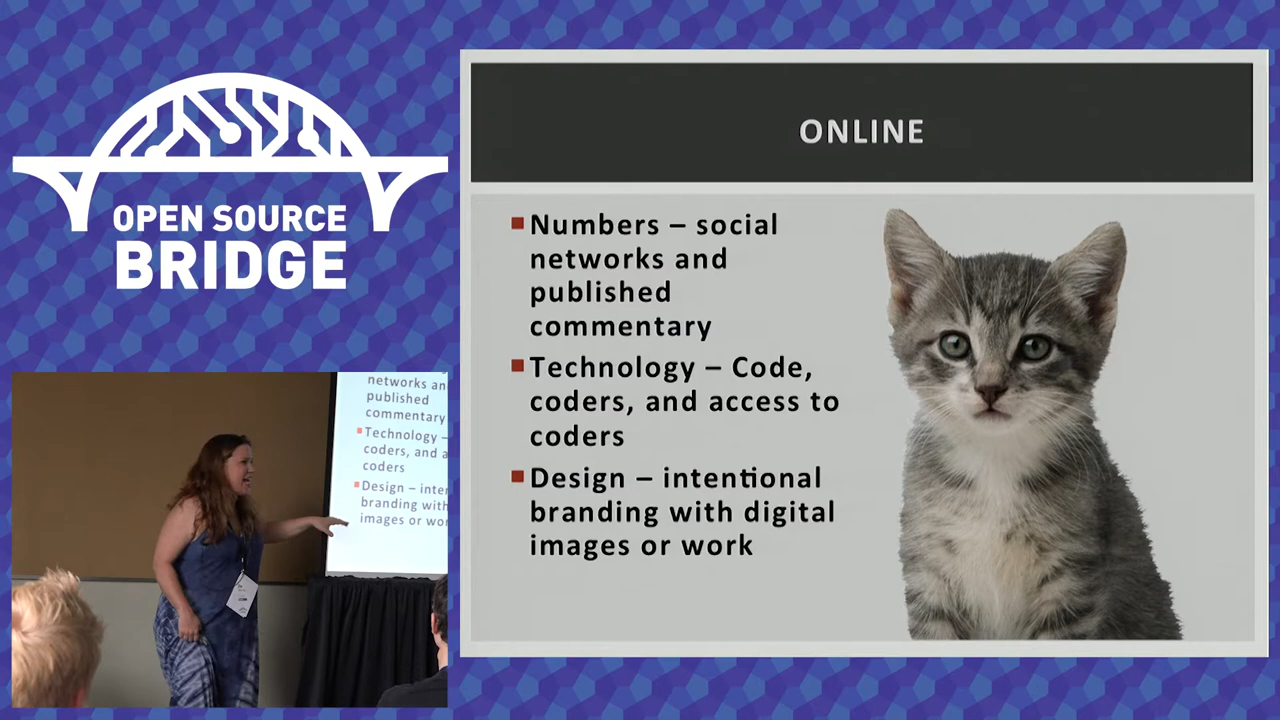 OPEN SOURCE
BRIDGE
ONLINE
Numbers – social
networks and
published
commentary
Technology – Code,
coders, and access to
coders
Design – intentional
branding with digital
images or work
networks an
published
commentary
Technology –
coders, and a
coders
Design – inten
branding with
images or wor